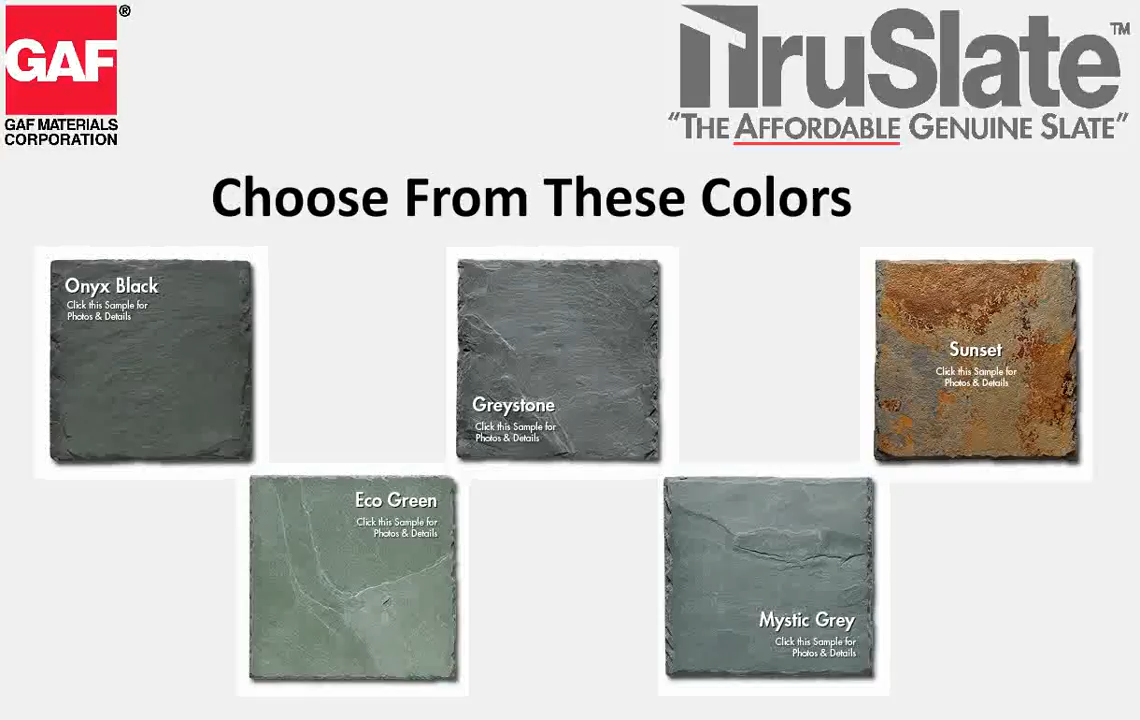 GAF®
GAF MATERIALS
CORPORATION
TruSlate™
"THE AFFORDABLE GENUINE SLATE"
Choose From These Colors
Onyx Black
Click this Sample for
Photos & Details
Greystone
Click this Sample for
Photos & Details
Sunset
Click this Sample for
Photos & Details
Eco Green
Click this Sample for
Photos & Details
Mystic Grey
Click this Sample for
Photos & Details